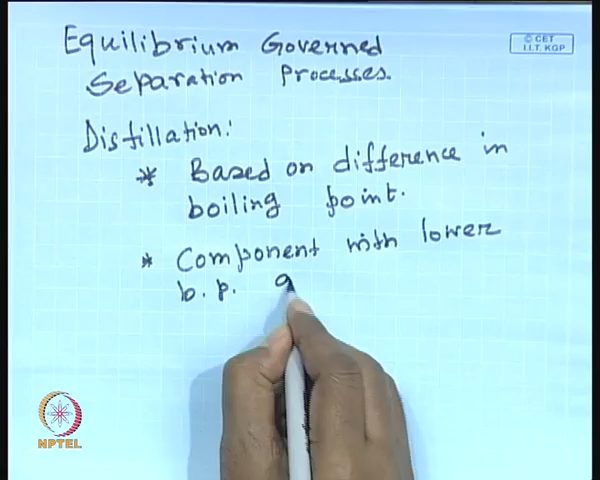 Equilibrium Governed
© CET
I.I.T. KGP
Separation Processes.
Distillation:
* Based on difference in
boiling point.
* Component with lower
b.p.
NPTEL